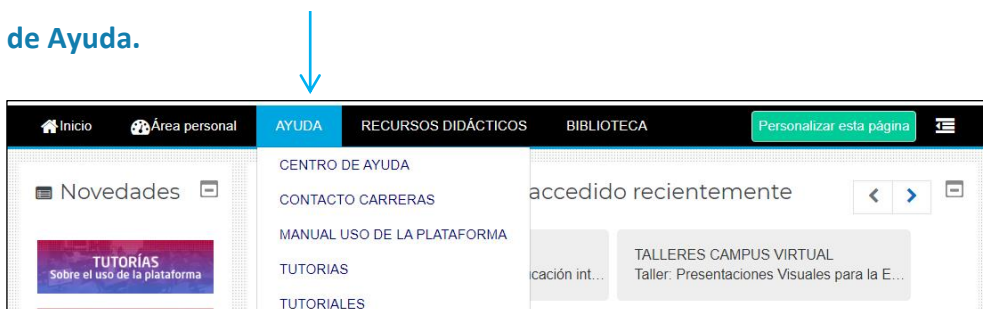 de Ayuda.
Inicio Área personal AYUDA RECURSOS DIDÁCTICOS BIBLIOTECA Personalizar esta página
Novedades
TUTORÍAS
Sobre el uso de la plataforma
CENTRO DE AYUDA
CONTACTO CARRERAS
MANUAL USO DE LA PLATAFORMA
TUTORIAS
TUTORIALES
accedido recientemente
icación int...
TALLERES CAMPUS VIRTUAL
Taller: Presentaciones Visuales para la E...